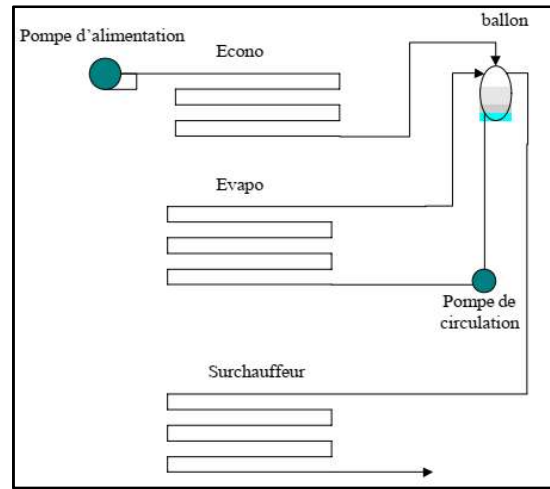 ballon
Pompe d'alimentation
Econo
Evapo
Pompe de
circulation
Surchauffeur